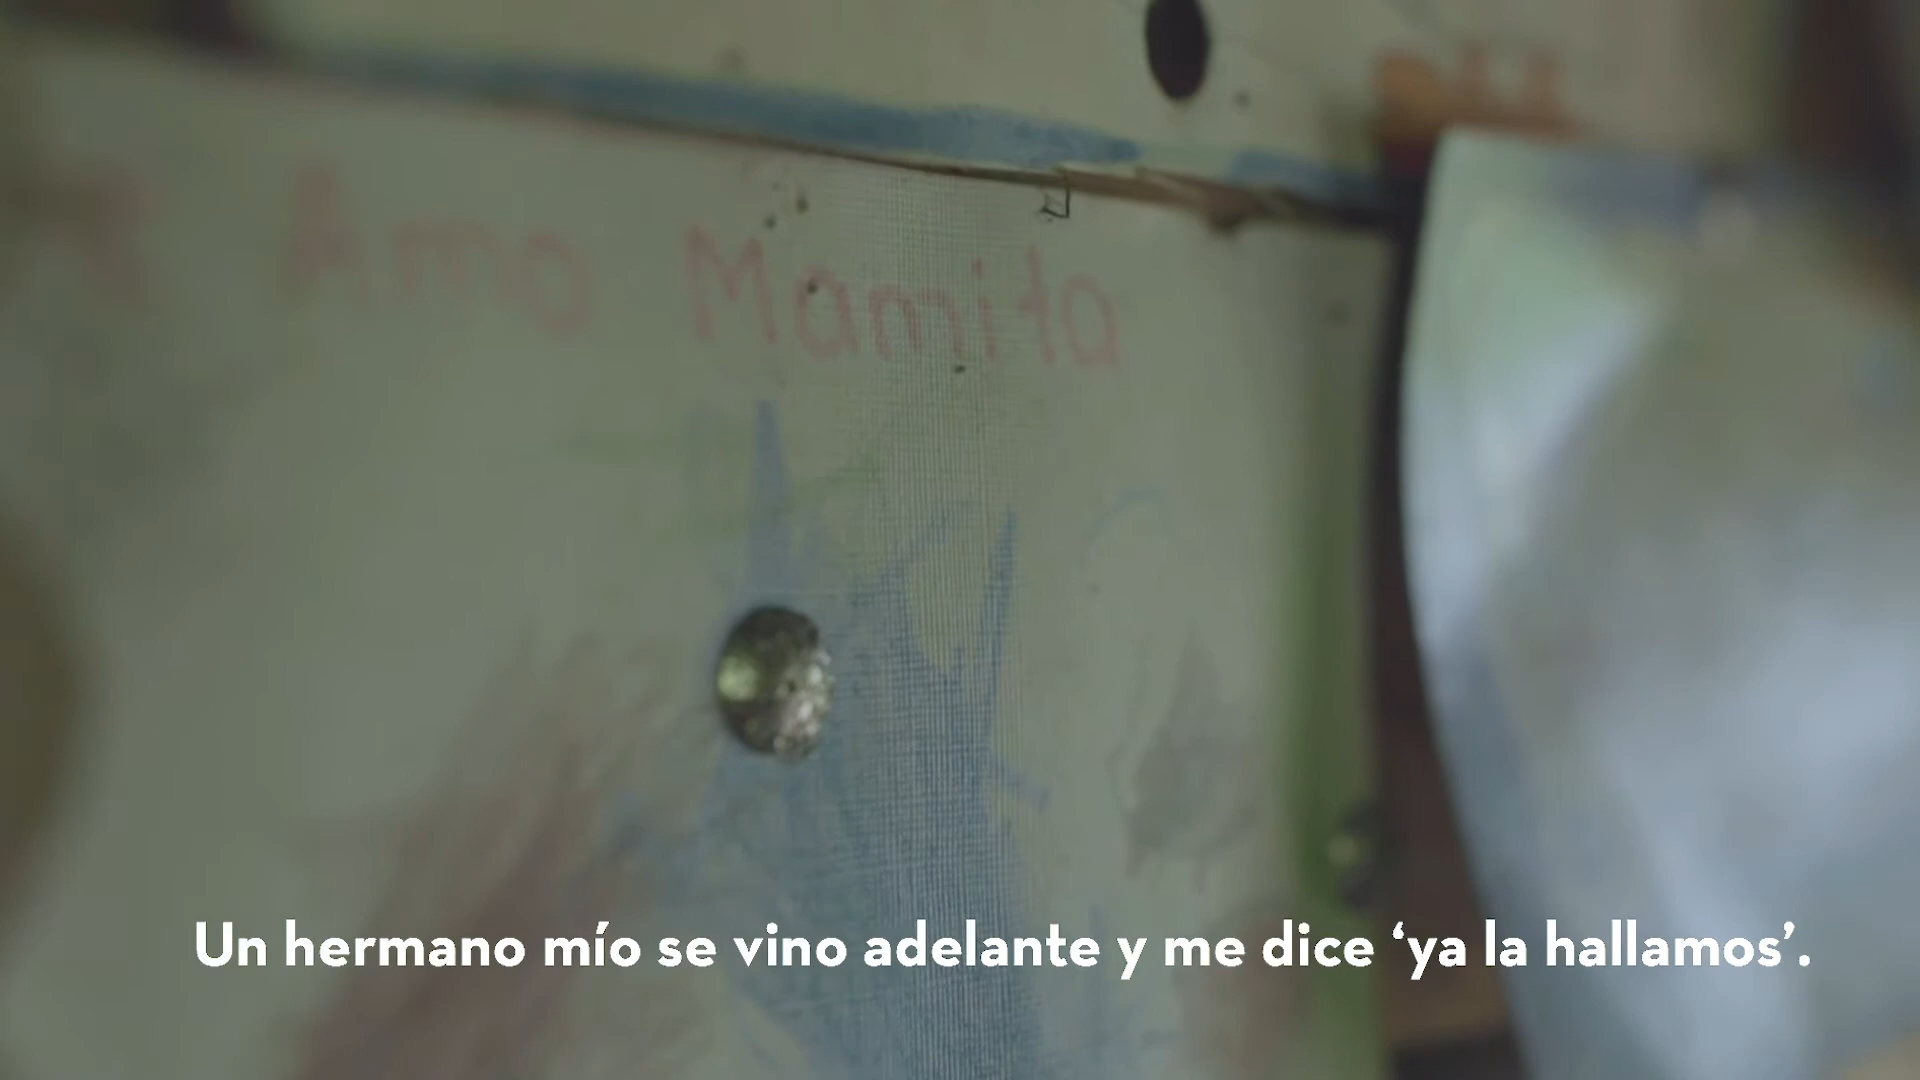 Amo Mamita
Un hermano mío se vino adelante y me dice ‘ya la hallamos’.